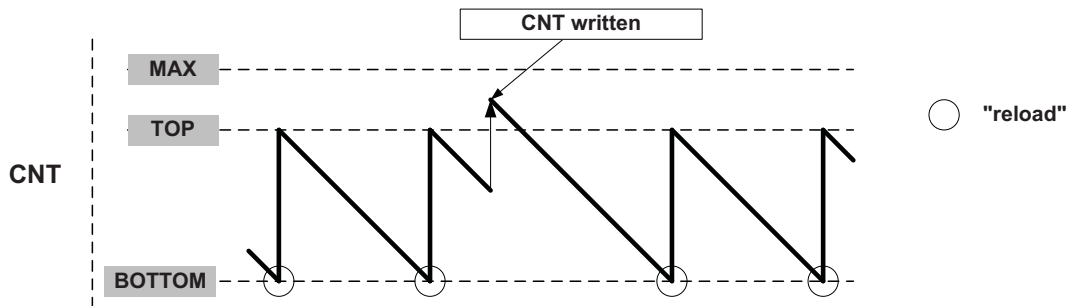 CNT written
MAX
"reload"
TOP
CNT
BOTTOM